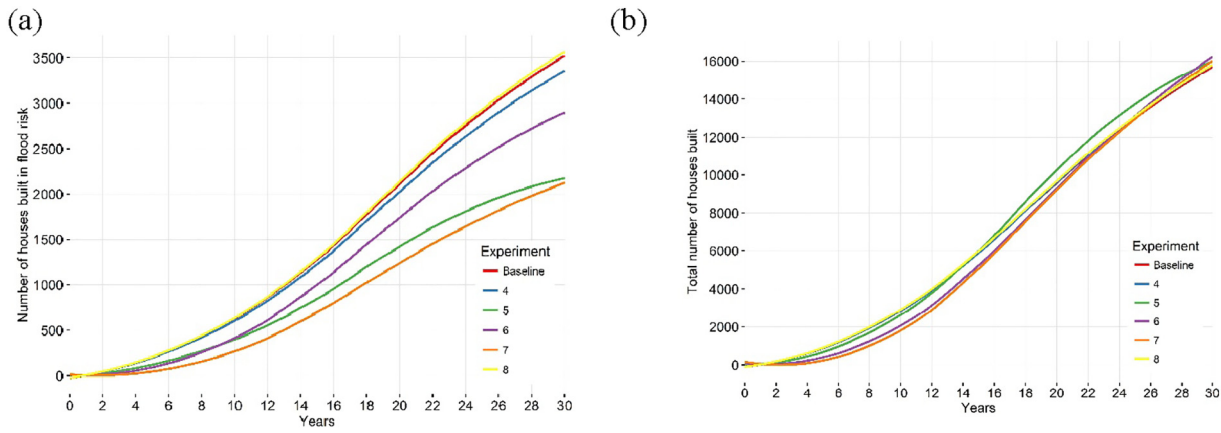 (a)
Number of houses built in flood risk
3500
3000
2500
2000
1500
1000
500
0
0 2 4 6 8 10 12 14 16 18 20 22 24 26 28 30
Years
Experiment
Baseline
4
5
6
7
8
(b)
Total number of houses built
16000
14000
12000
10000
8000
6000
4000
2000
0
0 2 4 6 8 10 12 14 16 18 20 22 24 26 28 30
Years
Experiment
Baseline
4
5
6
7
8